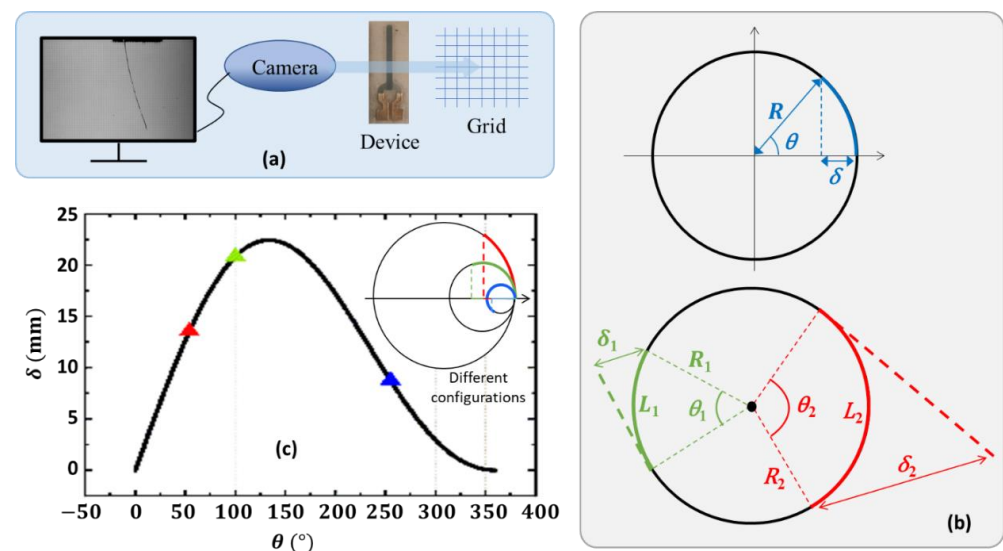 Camera
Device
Grid
(a)
R
θ
δ
δ₁
R₁
L₁
θ₁
θ₂
L₂
R₂
δ₂
(b)
δ (mm)
25
20
15
10
5
0
Different
configurations
(c)
−50 0 50 100 150 200 250 300 350 400
θ (°)